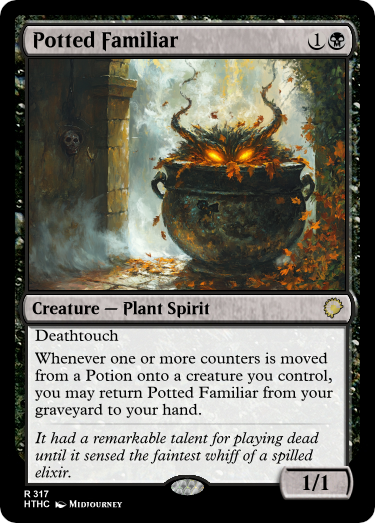 Potted Familiar 1
Creature — Plant Spirit
Deathtouch
Whenever one or more counters is moved
from a Potion onto a creature you control,
you may return Potted Familiar from your
graveyard to your hand.
It had a remarkable talent for playing dead
until it sensed the faintest whiff of a spilled
elixir.
1/1
R 317
HTHC MIDJOURNEY